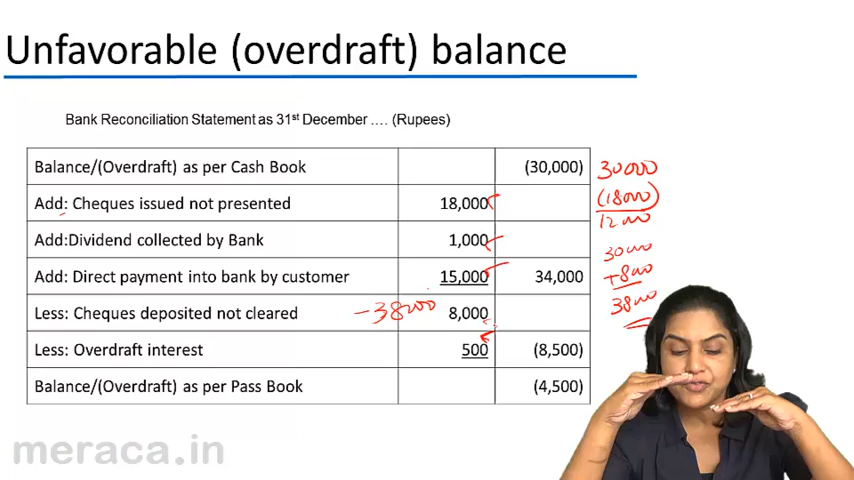 Unfavorable (overdraft) balance
Bank Reconciliation Statement as 31st December .... (Rupees)
Balance/(Overdraft) as per Cash Book (30,000) 30000
Add: Cheques issued not presented 18,000 (18000)
12000
Add:Dividend collected by Bank 1,000 30000
Add: Direct payment into bank by customer 15,000 34,000 +8000
Less: Cheques deposited not cleared -38000 8,000 38000
Less: Overdraft interest 500 (8,500)
Balance/(Overdraft) as per Pass Book (4,500)
meraca.in